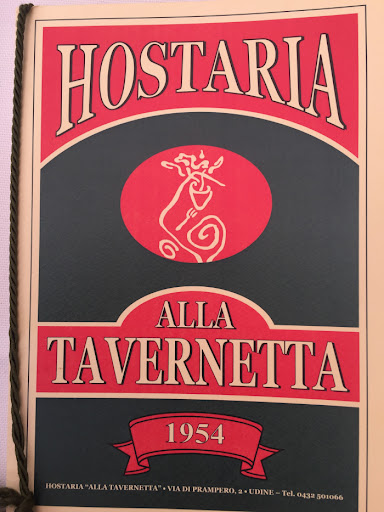 HOSTARIA
ALLA
TAVERNETTA
1954
HOSTARIA "ALLA TAVERNETTA" • VIA DI PRAMPERO, 2 • UDINE – Tel. 0432 501066